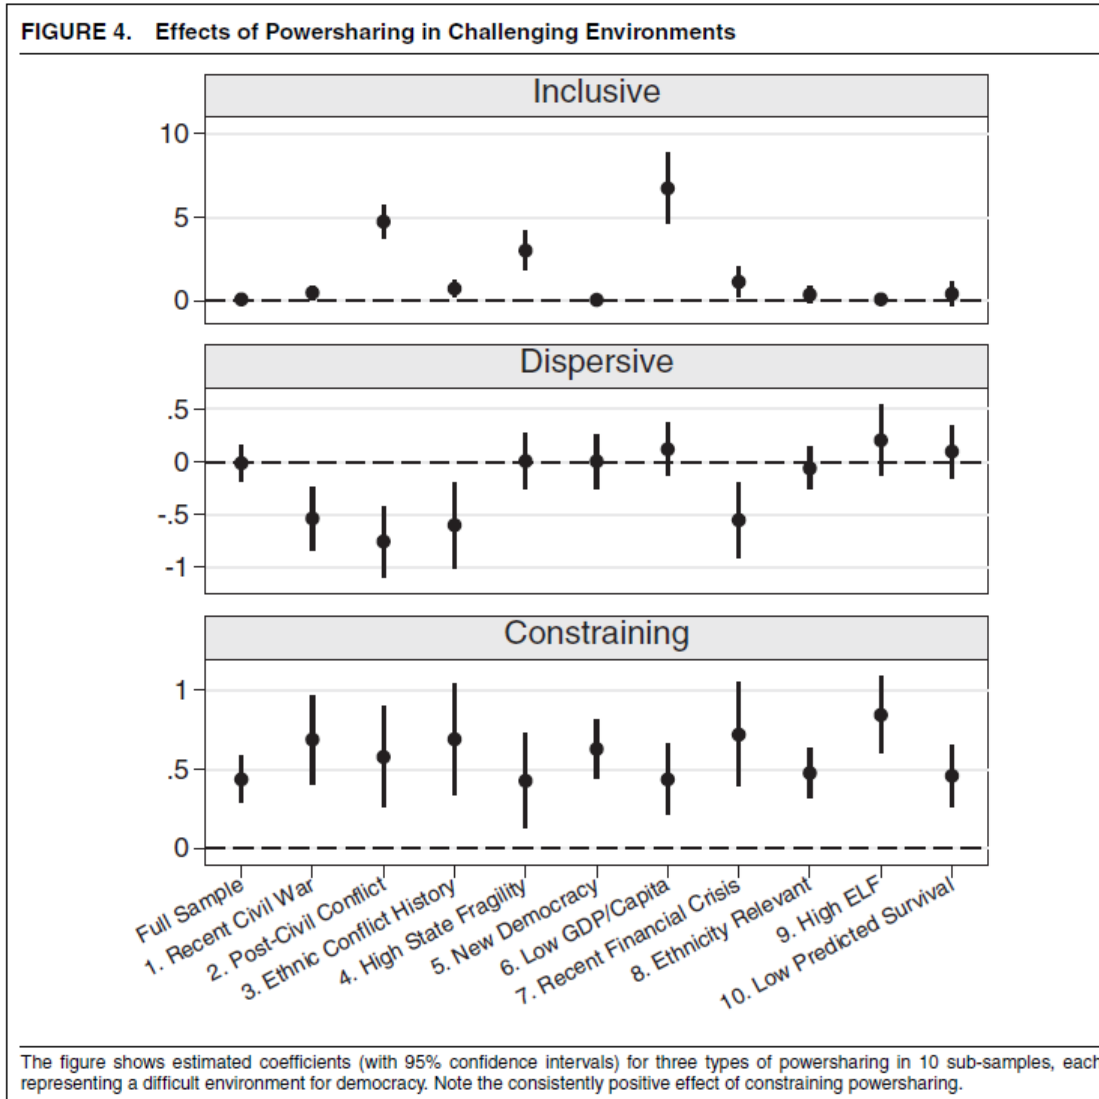 FIGURE 4. Effects of Powersharing in Challenging Environments
Inclusive
10
5
0
Dispersive
.5
0
-.5
-1
Constraining
1
.5
0
Full Sample
1. Recent Civil War
2. Post-Civil Conflict
3. Ethnic Conflict History
4. High State Fragility
5. New Democracy
6. Low GDP/Capita
7. Recent Financial Crisis
8. Ethnicity Relevant
9. High ELF
10. Low Predicted Survival
The figure shows estimated coefficients (with 95% confidence intervals) for three types of powersharing in 10 sub-samples, each
representing a difficult environment for democracy. Note the consistently positive effect of constraining powersharing.